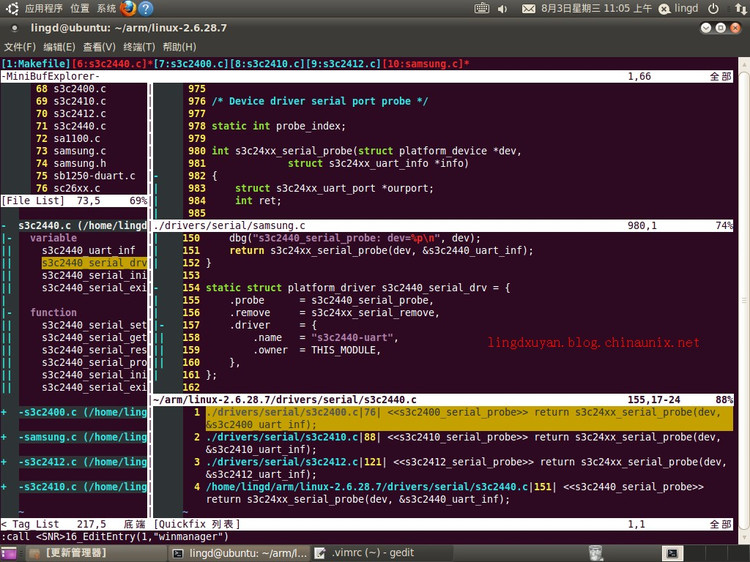 应用程序 位置 系统 8月3日星期三 11:05 上午 lingd
lingd@ubuntu: ~/arm/linux-2.6.28.7
文件(F) 编辑(E) 查看(V) 终端(T) 帮助(H)
[1:Makefile][6:s3c2440.c]*[7:s3c2400.c][8:s3c2410.c][9:s3c2412.c][10:samsung.c]*
-MiniBufExplorer- 1,66 全部
68 s3c2400.c
69 s3c2410.c
70 s3c2412.c
71 s3c2440.c
72 sa1100.c
73 samsung.c
74 samsung.h
75 sb1250-duart.c
76 sc26xx.c
[File List] 73,5 69%
975
976 /* Device driver serial port probe */
977
978 static int probe_index;
979
980 int s3c24xx_serial_probe(struct platform_device *dev,
981 struct s3c24xx_uart_info *info)
- 982 {
| 983 struct s3c24xx_uart_port *ourport;
| 984 int ret;
| 985
./drivers/serial/samsung.c 980,1 74%
- s3c2440.c (/home/lingd
|- variable
|| s3c2440_uart_inf
|| s3c2440_serial_drv
|| s3c2440_serial_ini
|| s3c2440_serial_exi
|
|- function
|| s3c2440_serial_set
|| s3c2440_serial_get
|| s3c2440_serial_res
|| s3c2440_serial_pro
|| s3c2440_serial_ini
|| s3c2440_serial_exi
+ -s3c2400.c (/home/ling
+ -samsung.c (/home/ling
+ -s3c2412.c (/home/ling
+ -s3c2410.c (/home/ling
~
<_Tag List_ 217,5 底端
| 150 dbg("s3c2440_serial_probe: dev=%p\n", dev);
| 151 return s3c24xx_serial_probe(dev, &s3c2440_uart_inf);
| 152 }
153
- 154 static struct platform_driver s3c2440_serial_drv = {
| 155 .probe = s3c2440_serial_probe,
| 156 .remove = s3c24xx_serial_remove,
|- 157 .driver = {
|| 158 .name = "s3c2440-uart",
|| 159 .owner = THIS_MODULE,
|| 160 },
| 161 };
162
lingdxuyan.blog.chinaunix.net
~/arm/linux-2.6.28.7/drivers/serial/s3c2440.c 155,17-24 88%
1 ./drivers/serial/s3c2400.c|76| <<s3c2400_serial_probe>> return s3c24xx_serial_probe(dev,
&s3c2400_uart_inf);
2 ./drivers/serial/s3c2410.c|88| <<s3c2410_serial_probe>> return s3c24xx_serial_probe(dev,
&s3c2410_uart_inf);
3 ./drivers/serial/s3c2412.c|121| <<s3c2412_serial_probe>> return s3c24xx_serial_probe(dev,
&s3c2412_uart_inf);
4 /home/lingd/arm/linux-2.6.28.7/drivers/serial/s3c2440.c|151| <<s3c2440_serial_probe>>
return s3c24xx_serial_probe(dev, &s3c2440_uart_inf);
~
[Quickfix 列表] 1,1 全部
:call <SNR>16_EditEntry(1,"winmanager")
[更新管理器] lingd@ubuntu: ~/arm/l... .vimrc (~) - gedit